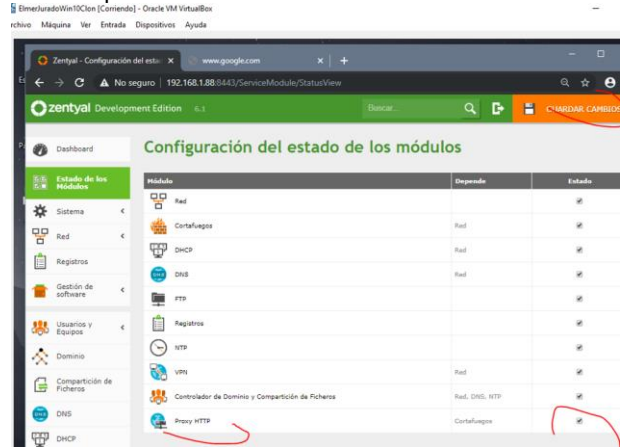 ElmerJuradoWin10Clon [Corriendo] - Oracle VM VirtualBox
rchivo Máquina Ver Entrada Dispositivos Ayuda
Zentyal - Configuración del esta
www.google.com
No seguro 192.168.1.88:8443/ServiceModule/StatusView
zentyal Development Edition 6.1
Buscar...
GUARDAR CAMBIOS
Dashboard
Estado de los
Módulos
Sistema
Red
Registros
Gestión de
software
Usuarios y
Equipos
Dominio
Compartición de
Ficheros
DNS
DHCP
Configuración del estado de los módulos
Módulo Depende Estado
Red
Cortafuegos Red
DHCP Red
DNS Red
FTP
Registros
NTP
VPN Red
Controlador de Dominio y Compartición de Ficheros Red, DNS, NTP
Proxy HTTP Cortafuegos